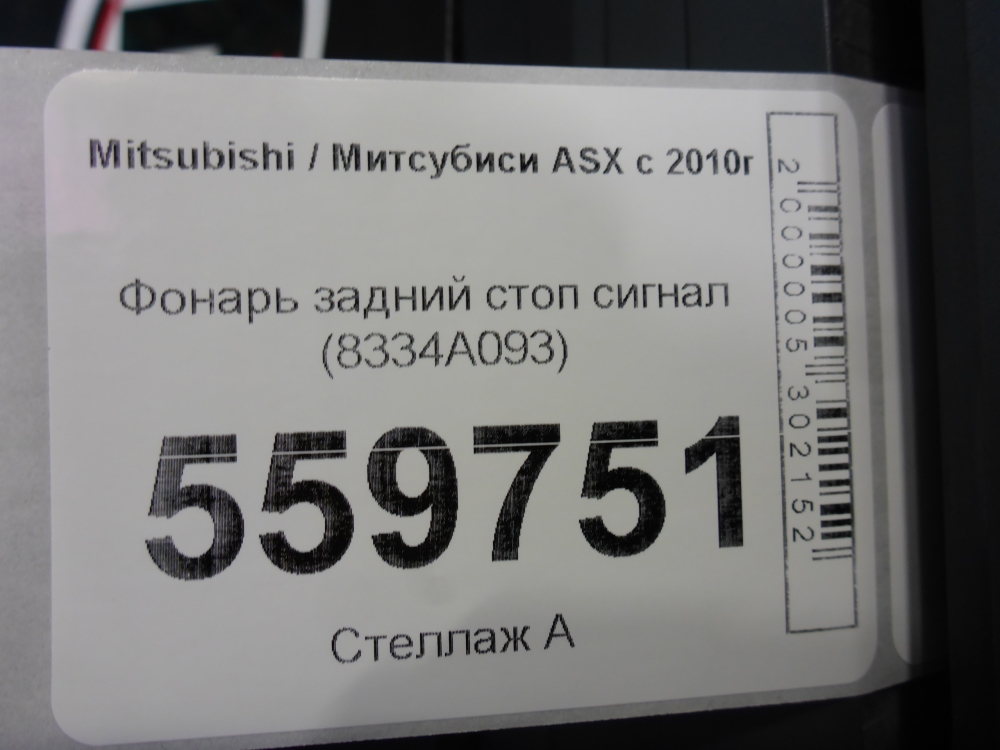 Mitsubishi / Митсубиси ASX с 2010г
Фонарь задний стоп сигнал
(8334A093)
559751
Стеллаж А
2000005302152